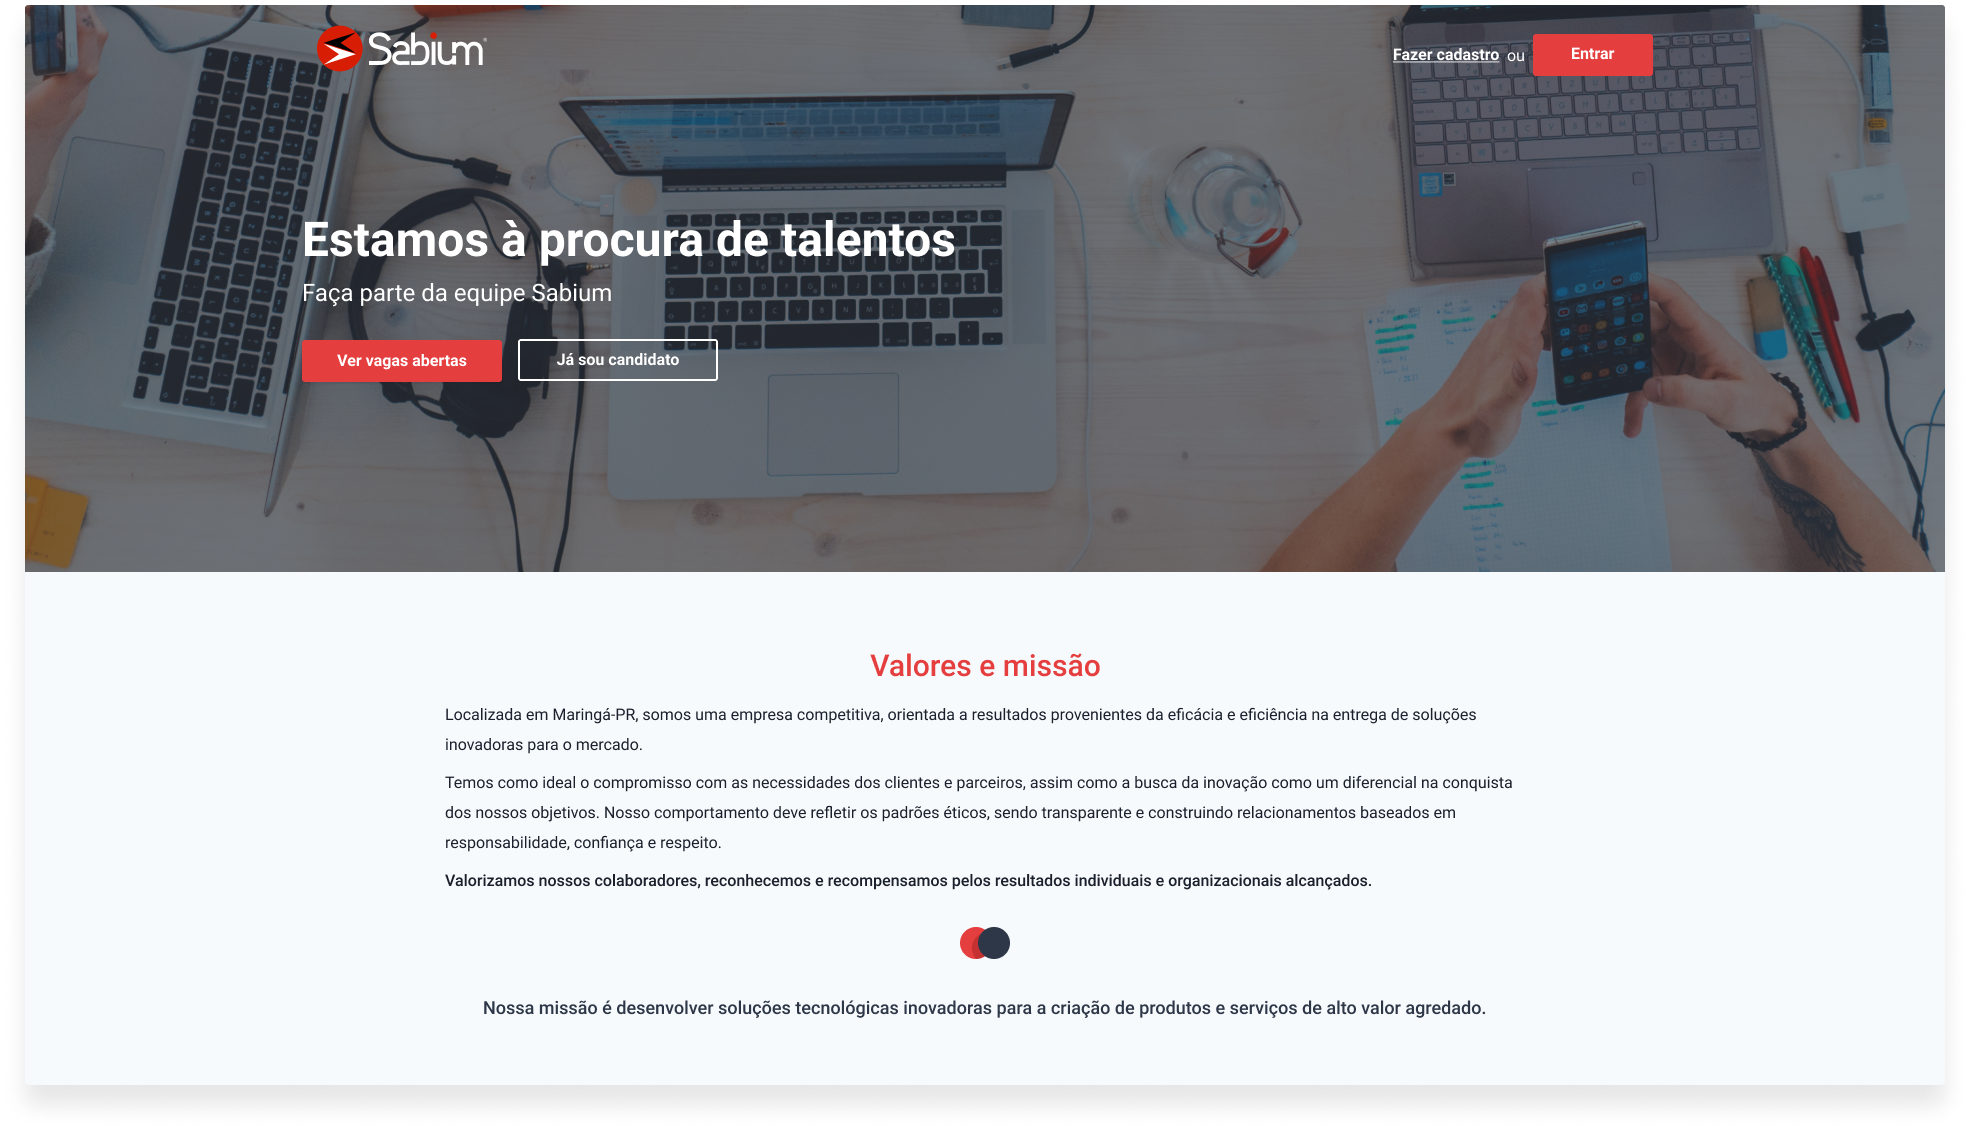 Sabium
Fazer cadastro ou Entrar
Estamos à procura de talentos
Faça parte da equipe Sabium
Ver vagas abertas
Já sou candidato
Valores e missão
Localizada em Maringá-PR, somos uma empresa competitiva, orientada a resultados provenientes da eficácia e eficiência na entrega de soluções
inovadoras para o mercado.
Temos como ideal o compromisso com as necessidades dos clientes e parceiros, assim como a busca da inovação como um diferencial na conquista
dos nossos objetivos. Nosso comportamento deve refletir os padrões éticos, sendo transparente e construindo relacionamentos baseados em
responsabilidade, confiança e respeito.
Valorizamos nossos colaboradores, reconhecemos e recompensamos pelos resultados individuais e organizacionais alcançados.
Nossa missão é desenvolver soluções tecnológicas inovadoras para a criação de produtos e serviços de alto valor agredado.